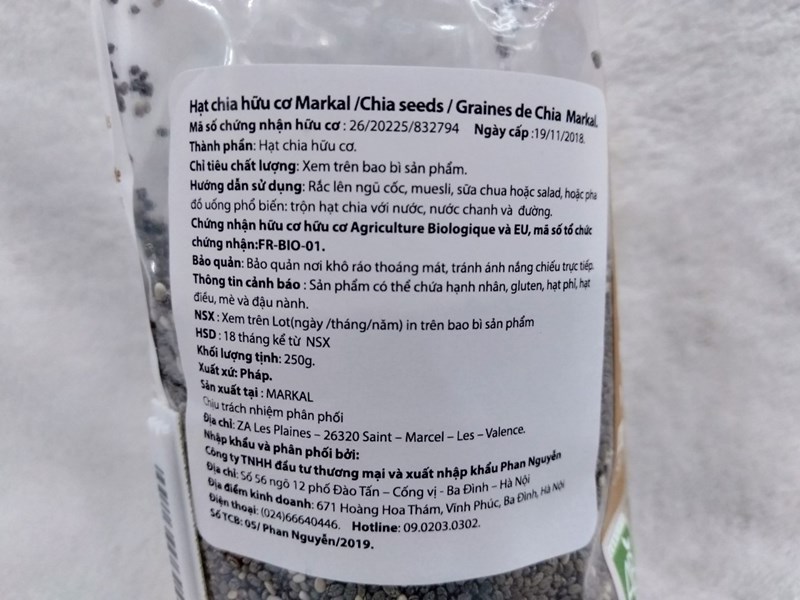 Hạt chia hữu cơ Markal /Chia seeds / Graines de Chia Markal.
Mã số chứng nhận hữu cơ : 26/20225/832794 Ngày cấp :19/11/2018.
Thành phần: Hạt chia hữu cơ.
Chỉ tiêu chất lượng: Xem trên bao bì sản phẩm.
Hướng dẫn sử dụng: Rắc lên ngũ cốc, muesli, sữa chua hoặc salad, hoặc pha
đồ uống phổ biến: trộn hạt chia với nước, nước chanh và đường.
Chứng nhận hữu cơ hữu cơ Agriculture Biologique và EU, mã số tổ chức
chứng nhận:FR-BIO-01.
Bảo quản: Bảo quản nơi khô ráo thoáng mát, tránh ánh nắng chiếu trực tiếp.
Thông tin cảnh báo : Sản phẩm có thể chứa hạnh nhân, gluten, hạt phỉ, hạt
điều, mè và đậu nành.
NSX : Xem trên Lot(ngày /tháng/năm) in trên bao bì sản phẩm
HSD : 18 tháng kể từ NSX
Khối lượng tịnh: 250g.
Xuất xứ: Pháp.
Sản xuất tại : MARKAL
Chịu trách nhiệm phân phối
Địa chỉ: ZA Les Plaines – 26320 Saint – Marcel – Les – Valence.
Nhập khẩu và phân phối bởi:
Công ty TNHH đầu tư thương mại và xuất nhập khẩu Phan Nguyễn
Địa chỉ: Số 56 ngõ 12 phố Đào Tấn – Cống vị - Ba Đình – Hà Nội
Địa điểm kinh doanh: 671 Hoàng Hoa Thám, Vĩnh Phúc, Ba Đình, Hà Nội
Điện thoại: (024)66640446. Hotline: 09.0203.0302.
Số TCB: 05/ Phan Nguyễn/2019.